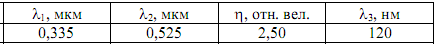 λ₁, мкм λ₂, мкм η, отн. вел. λ₃, нм
0,335 0,525 2,50 120